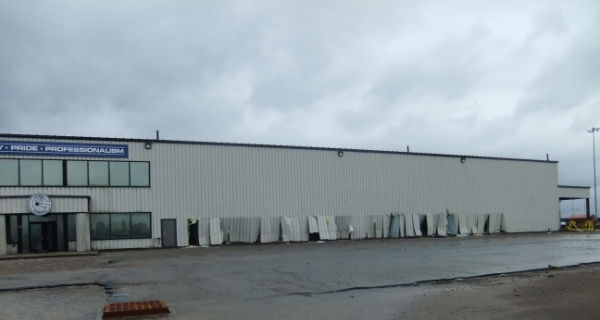 Y • PRIDE • PROFESSIONALISM